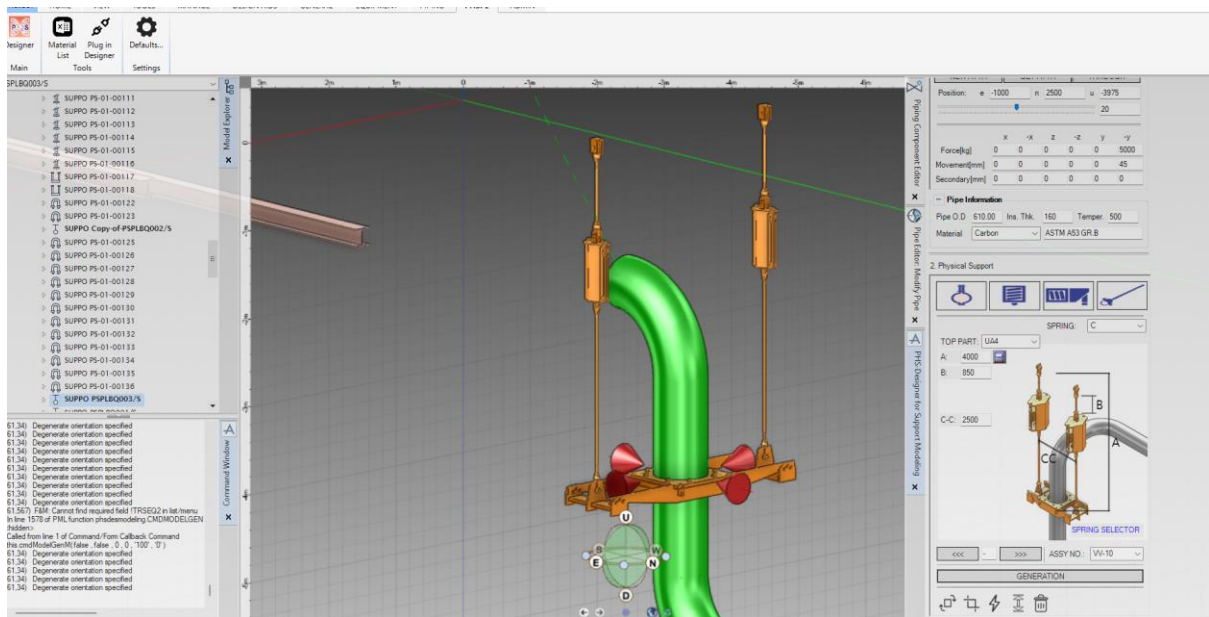 HOME VIEW TOOLS MANAGE DESIGN AIDS GENERAL EQUIPMENT PIPING ADMIN
Designer Material List Plug in Designer Defaults...
Main Tools Settings
SPLBQ003/S
SUPPO PS-01-00111
SUPPO PS-01-00112
SUPPO PS-01-00113
SUPPO PS-01-00114
SUPPO PS-01-00115
SUPPO PS-01-00116
SUPPO PS-01-00117
SUPPO PS-01-00118
SUPPO PS-01-00122
SUPPO PS-01-00123
SUPPO Copy-of-PSPLBQ002/S
SUPPO PS-01-00125
SUPPO PS-01-00126
SUPPO PS-01-00127
SUPPO PS-01-00128
SUPPO PS-01-00129
SUPPO PS-01-00130
SUPPO PS-01-00131
SUPPO PS-01-00132
SUPPO PS-01-00133
SUPPO PS-01-00134
SUPPO PS-01-00135
SUPPO PS-01-00136
SUPPO PSPLBQ003/S
Model Explorer
61,34) Degenerate orientation specified
61,34) Degenerate orientation specified
61,34) Degenerate orientation specified
61,34) Degenerate orientation specified
61,34) Degenerate orientation specified
61,34) Degenerate orientation specified
61,34) Degenerate orientation specified
61,34) Degenerate orientation specified
61,34) Degenerate orientation specified
61,34) Degenerate orientation specified
61,567) F&M: Cannot find required field !TRSEQ2 in list/menu
In line 1578 of PML function phsdesmodeling.CMDMODELGEN
(hidden>
Called from line 1 of Command/Form Callback Command
this.cmdModelGenM(false , false , 0 , 0 , '100' , '0' )
61,34) Degenerate orientation specified
61,34) Degenerate orientation specified
61,34) Degenerate orientation specified
61,34) Degenerate orientation specified
Command Window
3m 2m 1m 0 -1m -2m -3m -4m -5m -6m
U
S W
E N
D
Piping Component Editor
Pipe Editor: Modify Pipe
PHS-Designer for Support Modeling
Position: e -1000 n 2500 u -3975
20
x -x z -z y -y
Force[kg] 0 0 0 0 0 5000
Movement[mm] 0 0 0 0 0 45
Secondary[mm] 0 0 0 0 0 0
Pipe Information
Pipe O.D 610.00 Ins. Thk. 160 Temper. 500
Material Carbon ASTM A53 GR.B
2. Physical Support
SPRING: C
TOP PART: UA4
A: 4000
B: 850
C-C: 2500
B
A
CC
SPRING SELECTOR
<<< - >>> ASSY NO.: VV-10
GENERATION